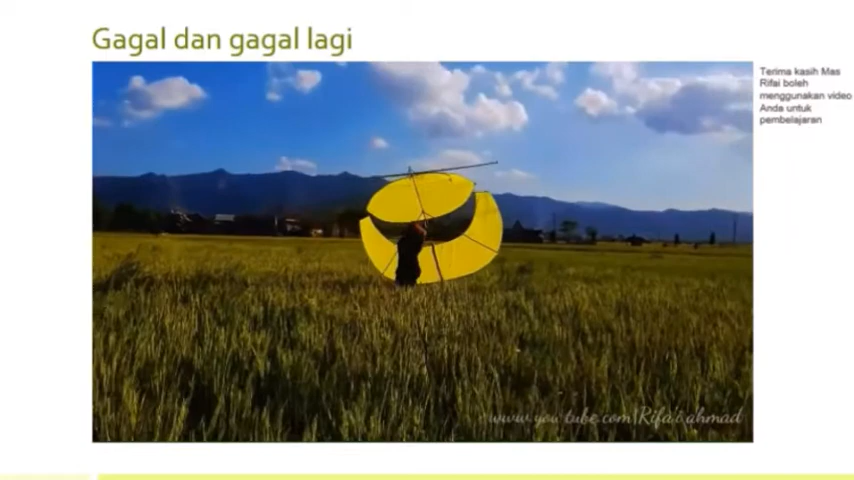 Gagal dan gagal lagi
Terima kasih Mas
Rifai boleh
menggunakan video
Anda untuk
pembelajaran
www.youtube.com/Rifa'i ahmad